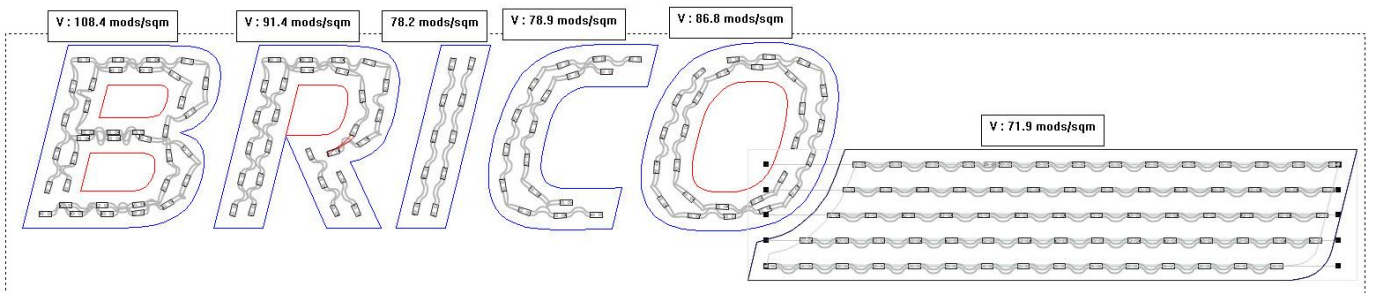 V : 108.4 mods/sqm
V : 91.4 mods/sqm
78.2 mods/sqm
V : 78.9 mods/sqm
V : 86.8 mods/sqm
BRICO
V : 71.9 mods/sqm